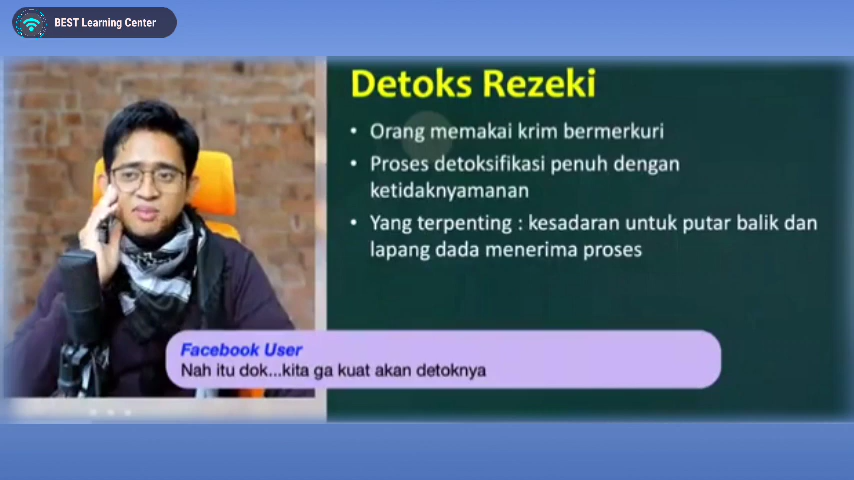 BEST Learning Center
Detoks Rezeki
• Orang memakai krim bermerkuri
• Proses detoksifikasi penuh dengan
ketidaknyamanan
• Yang terpenting : kesadaran untuk putar balik dan
lapang dada menerima proses
Facebook User
Nah itu dok...kita ga kuat akan detoknya